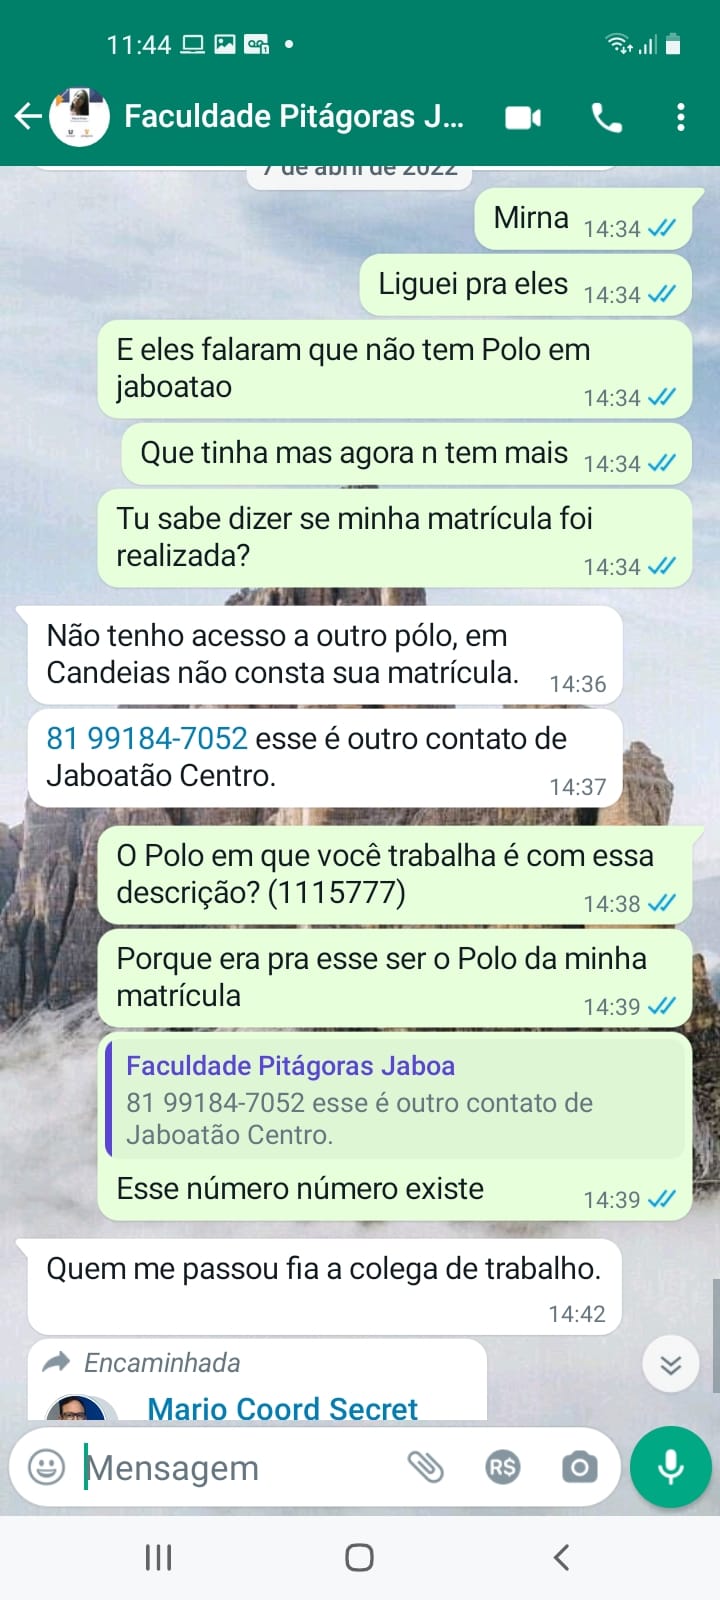 11:44
Faculdade Pitágoras J...
7 de abril de 2022
Mirna 14:34
Liguei pra eles 14:34
E eles falaram que não tem Polo em
jaboatao
14:34
Que tinha mas agora n tem mais 14:34
Tu sabe dizer se minha matrícula foi
realizada?
14:34
Não tenho acesso a outro pólo, em
Candeias não consta sua matrícula. 14:36
81 99184-7052 esse é outro contato de
Jaboatão Centro.
14:37
O Polo em que você trabalha é com essa
descrição? (1115777)
14:38
Porque era pra esse ser o Polo da minha
matrícula
14:39
Faculdade Pitágoras Jaboa
81 99184-7052 esse é outro contato de
Jaboatão Centro.
Esse número número existe 14:39
Quem me passou fia a colega de trabalho.
14:42
Encaminhada
Mario Coord Secret
Mensagem
R$